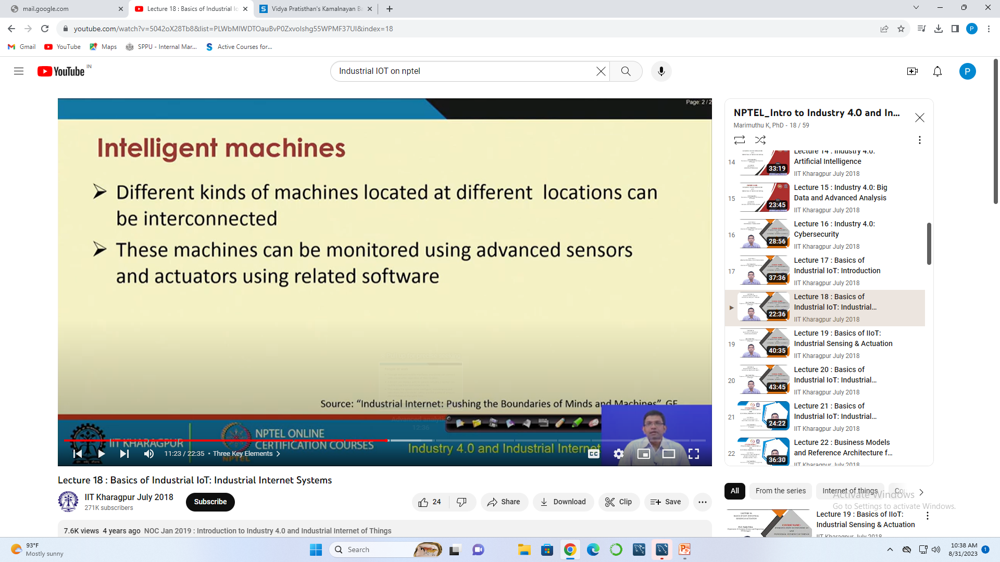 mail.google.com
Lecture 18 : Basics of Industrial Io
Vidya Pratisthan's Kamalnayan Ba
youtube.com/watch?v=5042oX28Tb8&list=PLWbMIWDTOauBvP0Zxvolshg55WPMF37UI&index=18
Gmail
YouTube
Maps
SPPU - Internal Mar...
Active Courses for...
YouTube IN
Industrial IOT on nptel
P
Page: 2 / 2
Intelligent machines
Different kinds of machines located at different locations can
be interconnected
These machines can be monitored using advanced sensors
and actuators using related software
Source: “Industrial Internet: Pushing the Boundaries of Minds and Machines”, GE
IIT KHARAGPUR
NPTEL
NPTEL ONLINE
CERTIFICATION COURSES
Industry 4.0 and Industrial Internet
11:23 / 22:35 • Three Key Elements
CC
Lecture 18 : Basics of Industrial IoT: Industrial Internet Systems
IIT Kharagpur July 2018
271K subscribers
Subscribe
24
Share
Download
Clip
Save
7.6K views 4 years ago NOC Jan 2019 : Introduction to Industry 4.0 and Industrial Internet of Things
NPTEL_Intro to Industry 4.0 and In...
Marimuthu K, PhD - 18 / 59
14
33:19
Lecture 14 : Industry 4.0:
Artificial Intelligence
IIT Kharagpur July 2018
15
23:45
Lecture 15 : Industry 4.0: Big
Data and Advanced Analysis
IIT Kharagpur July 2018
16
28:56
Lecture 16 : Industry 4.0:
Cybersecurity
IIT Kharagpur July 2018
17
37:36
Lecture 17 : Basics of
Industrial IoT: Introduction
IIT Kharagpur July 2018
22:36
Lecture 18 : Basics of
Industrial IoT: Industrial...
IIT Kharagpur July 2018
19
40:35
Lecture 19 : Basics of IIoT:
Industrial Sensing & Actuation
IIT Kharagpur July 2018
20
43:45
Lecture 20 : Basics of
Industrial IoT: Industrial...
IIT Kharagpur July 2018
21
24:22
Lecture 21 : Basics of
Industrial IoT: Industrial...
IIT Kharagpur July 2018
22
36:30
Lecture 22 : Business Models
and Reference Architecture f...
IIT Kharagpur July 2018
All
From the series
Internet of things
Co
Activate Windows
Go to Settings to activate Windows.
Lecture 19 : Basics of IIoT:
Industrial Sensing & Actuation
IIT Kharagpur July 2018
93°F
Mostly sunny
Search
10:38 AM
8/31/2023
1